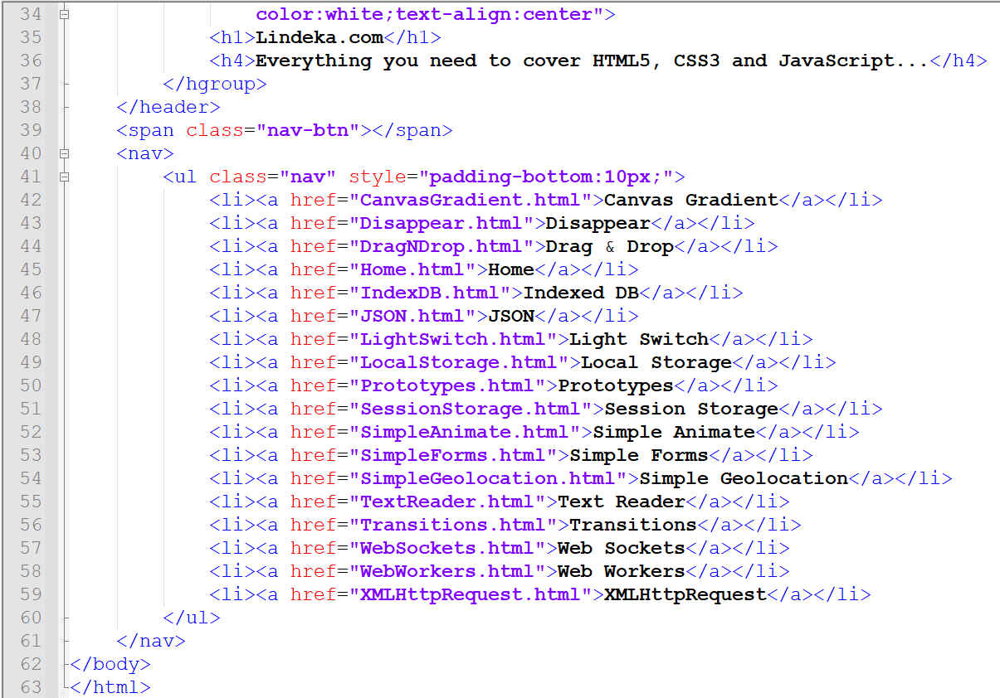 34 color:white;text-align:center">
35 <h1>Lindeka.com</h1>
36 <h4>Everything you need to cover HTML5, CSS3 and JavaScript...</h4>
37 </hgroup>
38 </header>
39 <span class="nav-btn"></span>
40 <nav>
41 <ul class="nav" style="padding-bottom:10px;">
42 <li><a href="CanvasGradient.html">Canvas Gradient</a></li>
43 <li><a href="Disappear.html">Disappear</a></li>
44 <li><a href="DragNDrop.html">Drag & Drop</a></li>
45 <li><a href="Home.html">Home</a></li>
46 <li><a href="IndexDB.html">Indexed DB</a></li>
47 <li><a href="JSON.html">JSON</a></li>
48 <li><a href="LightSwitch.html">Light Switch</a></li>
49 <li><a href="LocalStorage.html">Local Storage</a></li>
50 <li><a href="Prototypes.html">Prototypes</a></li>
51 <li><a href="SessionStorage.html">Session Storage</a></li>
52 <li><a href="SimpleAnimate.html">Simple Animate</a></li>
53 <li><a href="SimpleForms.html">Simple Forms</a></li>
54 <li><a href="SimpleGeolocation.html">Simple Geolocation</a></li>
55 <li><a href="TextReader.html">Text Reader</a></li>
56 <li><a href="Transitions.html">Transitions</a></li>
57 <li><a href="WebSockets.html">Web Sockets</a></li>
58 <li><a href="WebWorkers.html">Web Workers</a></li>
59 <li><a href="XMLHttpRequest.html">XMLHttpRequest</a></li>
60 </ul>
61 </nav>
62 </body>
63 </html>